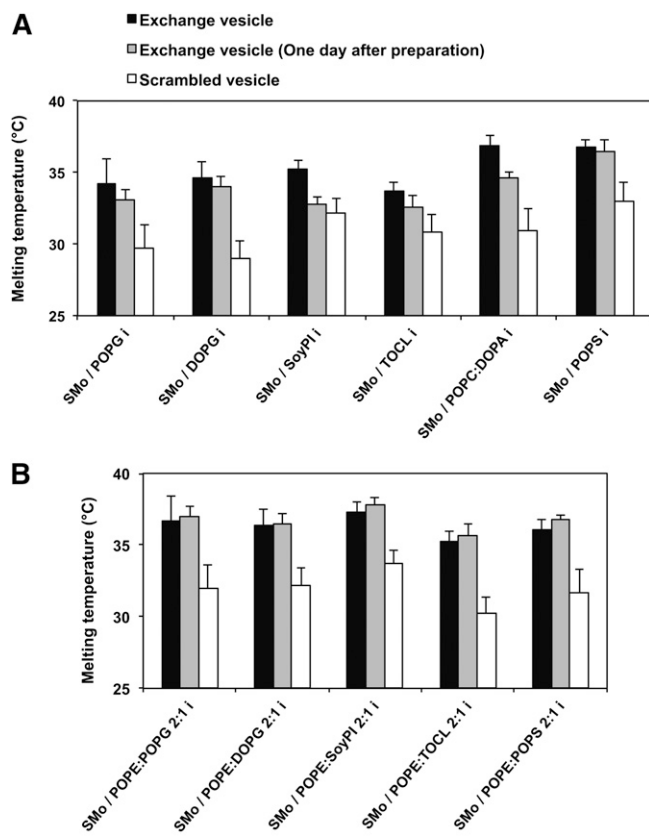 A
Exchange vesicle
Exchange vesicle (One day after preparation)
Scrambled vesicle
Melting temperature (°C)
40
35
30
25
SMo / POPG i
SMo / DOPG i
SMo / SoyPI i
SMo / TOCL i
SMo / POPC:DOPA i
SMo / POPS i
B
Melting temperature (°C)
40
35
30
25
SMo / POPE:POPG 2:1 i
SMo / POPE:DOPG 2:1 i
SMo / POPE:SoyPI 2:1 i
SMo / POPE:TOCL 2:1 i
SMo / POPE:POPS 2:1 i